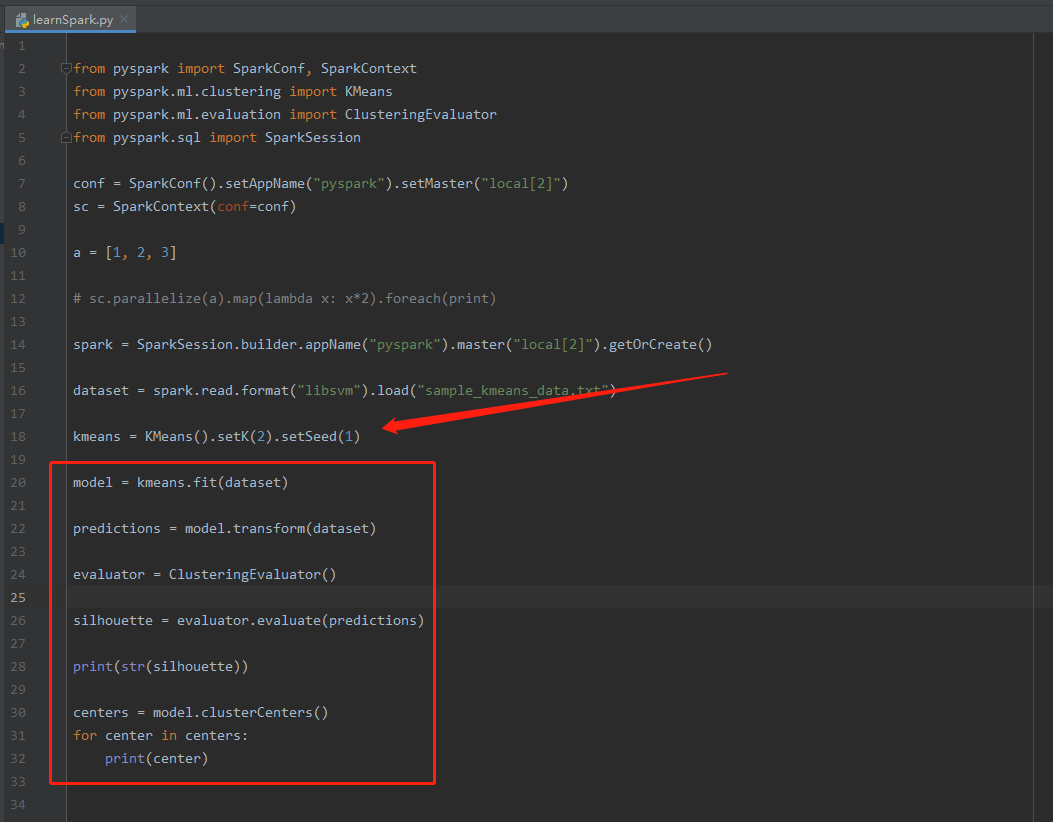 learnSpark.py
1
2 from pyspark import SparkConf, SparkContext
3 from pyspark.ml.clustering import KMeans
4 from pyspark.ml.evaluation import ClusteringEvaluator
5 from pyspark.sql import SparkSession
6
7 conf = SparkConf().setAppName("pyspark").setMaster("local[2]")
8 sc = SparkContext(conf=conf)
9
10 a = [1, 2, 3]
11
12 # sc.parallelize(a).map(lambda x: x*2).foreach(print)
13
14 spark = SparkSession.builder.appName("pyspark").master("local[2]").getOrCreate()
15
16 dataset = spark.read.format("libsvm").load("sample_kmeans_data.txt")
17
18 kmeans = KMeans().setK(2).setSeed(1)
19
20 model = kmeans.fit(dataset)
21
22 predictions = model.transform(dataset)
23
24 evaluator = ClusteringEvaluator()
25
26 silhouette = evaluator.evaluate(predictions)
27
28 print(str(silhouette))
29
30 centers = model.clusterCenters()
31 for center in centers:
32     print(center)
33
34